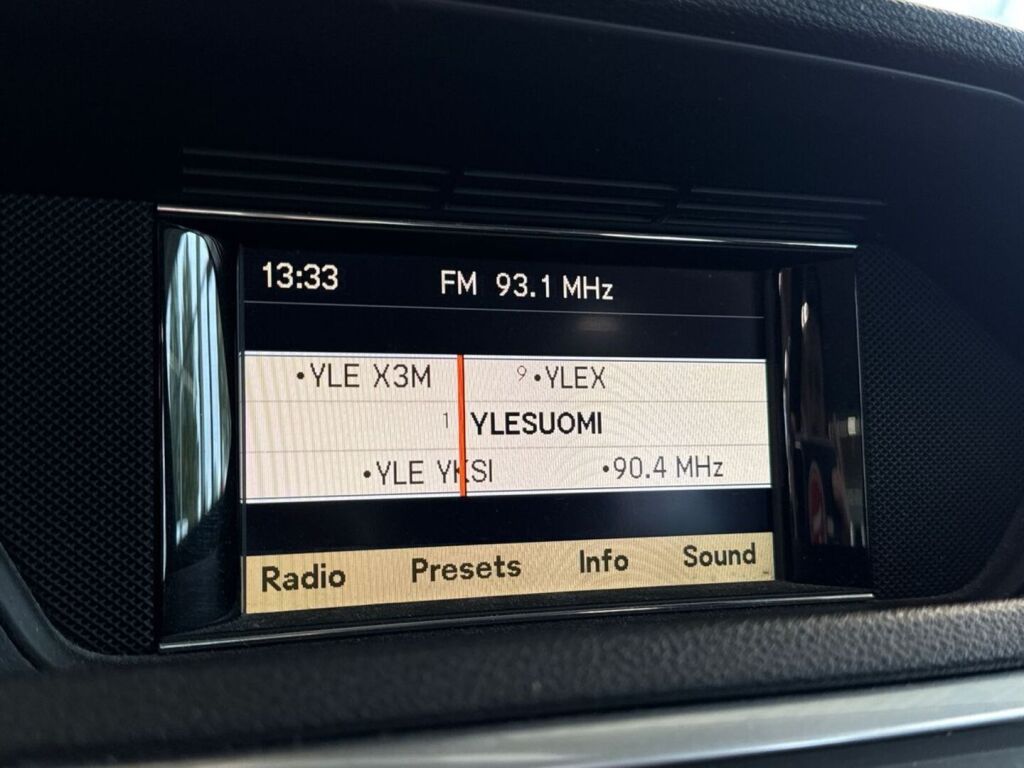 13:33 FM 93.1 MHz
•YLE X3M 9 •YLEX
1 YLESUOMI
•YLE YKSI •90.4 MHz
Radio Presets Info Sound